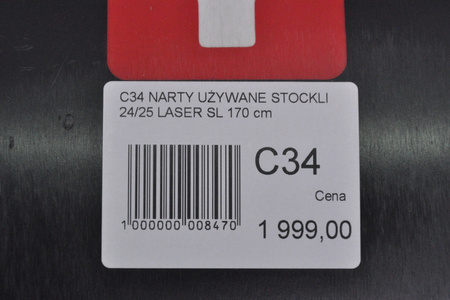 C34 NARTY UŻYWANE STOCKLI
24/25 LASER SL 170 cm
C34
Cena
1 000000 008470
1 999,00